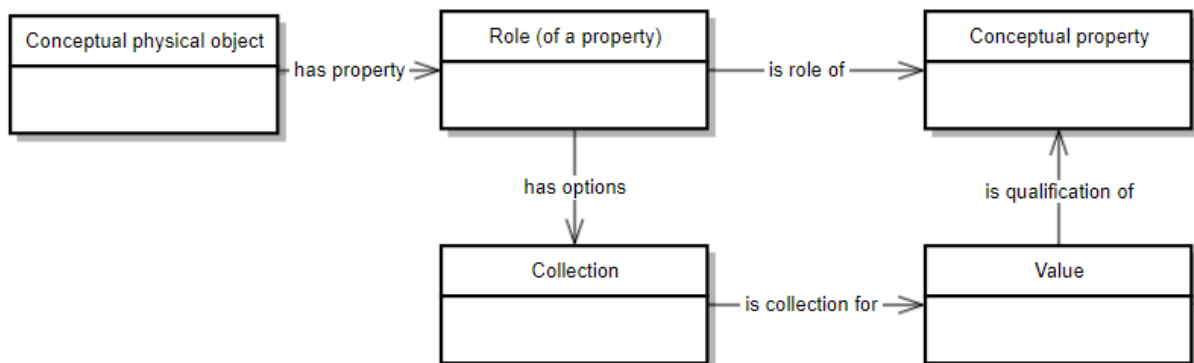 Conceptual physical object
has property
Role (of a property)
is role of
Conceptual property
has options
is qualification of
Collection
is collection for
Value